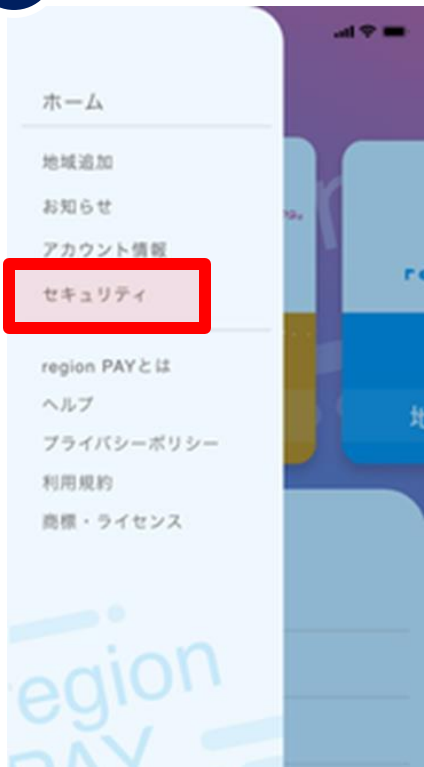 ホーム
地域追加
お知らせ
アカウント情報
セキュリティ
region PAYとは
ヘルプ
プライバシーポリシー
利用規約
商標・ライセンス
region
PAY
地